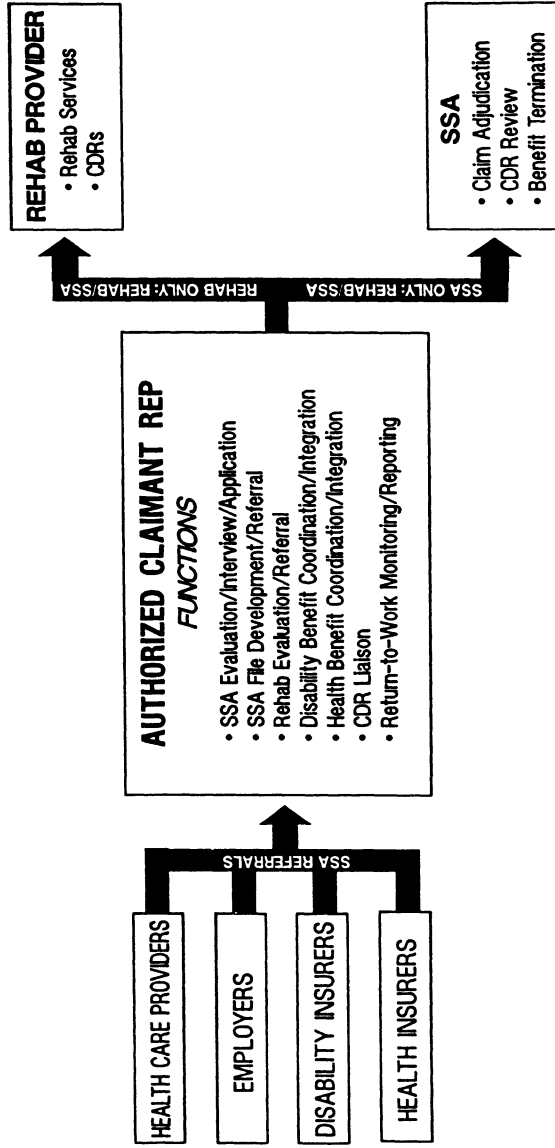 HEALTH CARE PROVIDERS
EMPLOYERS
DISABILITY INSURERS
HEALTH INSURERS
SSA REFERRALS
AUTHORIZED CLAIMANT REP
FUNCTIONS
• SSA Evaluation/Interview/Application
• SSA File Development/Referral
• Rehab Evaluation/Referral
• Disability Benefit Coordination/Integration
• Health Benefit Coordination/Integration
• CDR Liaison
• Return-to-Work Monitoring/Reporting
REHAB ONLY: REHAB/SSA
SSA ONLY: REHAB/SSA
REHAB PROVIDER
• Rehab Services
• CDRs
SSA
• Claim Adjudication
• CDR Review
• Benefit Termination